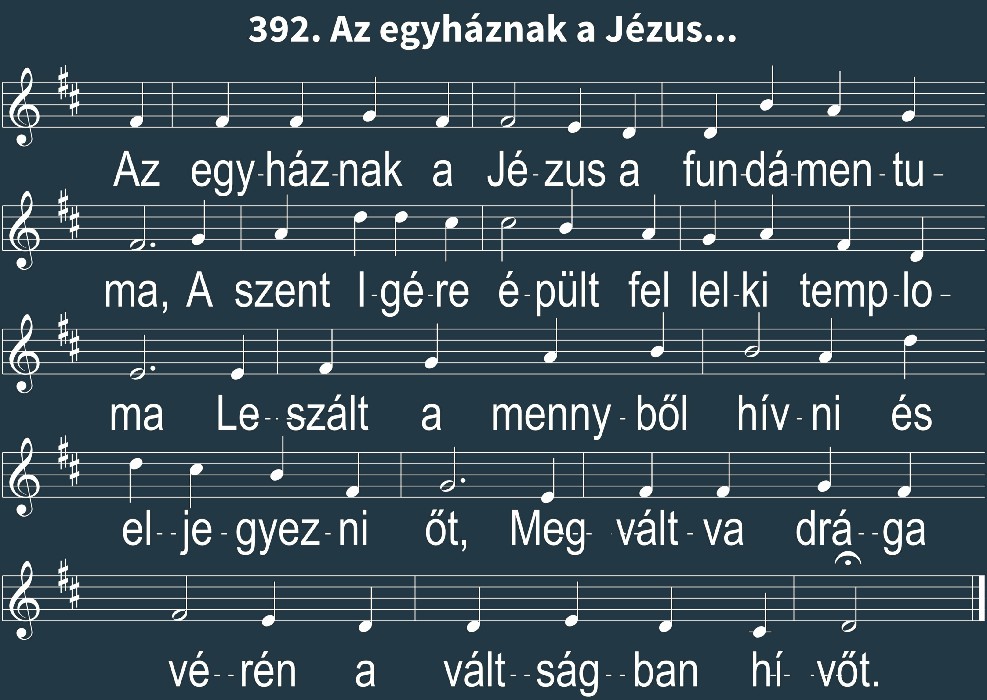 392. Az egyháznak a Jézus...
Az egy-ház-nak a Jé-zus a fun-dá-men-tu-
ma, A szent I-gé-re é-pült fel lel-ki temp-lo-
ma Le--szált a menny-ből hív-ni és
el--je-gyez-ni őt, Meg-vált-va drá--ga
vé--rén a vált--ság--ban hí-vőt.